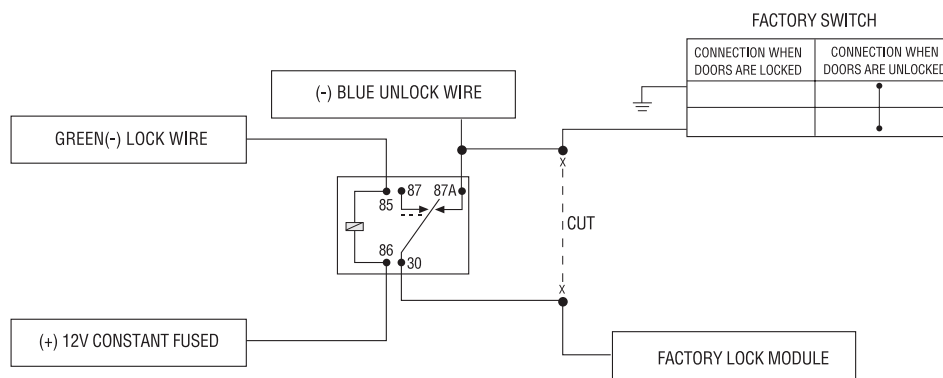 FACTORY SWITCH
CONNECTION WHEN
DOORS ARE LOCKED
CONNECTION WHEN
DOORS ARE UNLOCKED
(-) BLUE UNLOCK WIRE
GREEN(-) LOCK WIRE
87
87A
85
X
CUT
86
30
X
(+) 12V CONSTANT FUSED
FACTORY LOCK MODULE